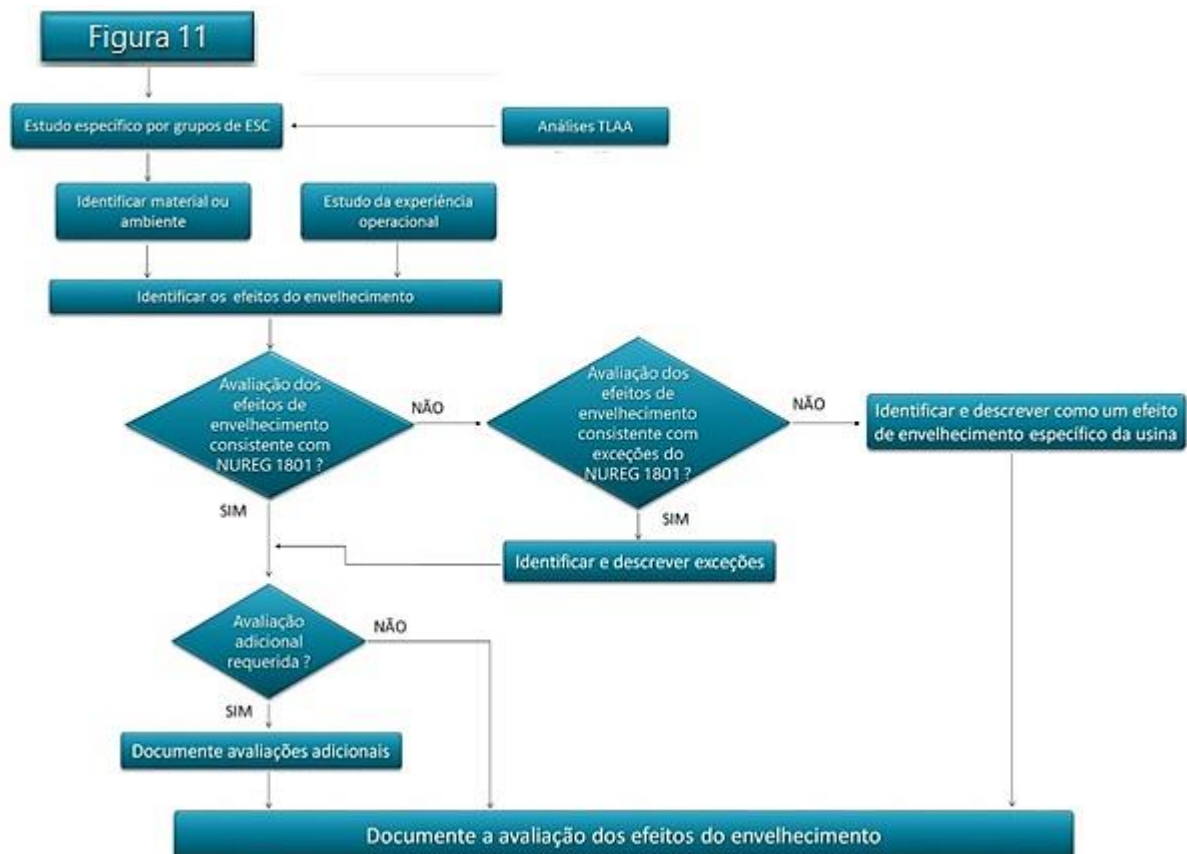 Figura 11
Estudo específico por grupos de ESC
Análises TLAA
Identificar material ou
ambiente
Estudo da experiência
operacional
Identificar os efeitos do envelhecimento
Avaliação dos
efeitos de
envelhecimento
consistente com
NUREG 1801 ?
NÃO
Avaliação dos
efeitos de
envelhecimento
consistente com
exceções do
NUREG 1801 ?
NÃO
Identificar e descrever como um efeito
de envelhecimento específico da usina
SIM
SIM
Identificar e descrever exceções
Avaliação
adicional
requerida ?
NÃO
SIM
Documente avaliações adicionais
Documente a avaliação dos efeitos do envelhecimento